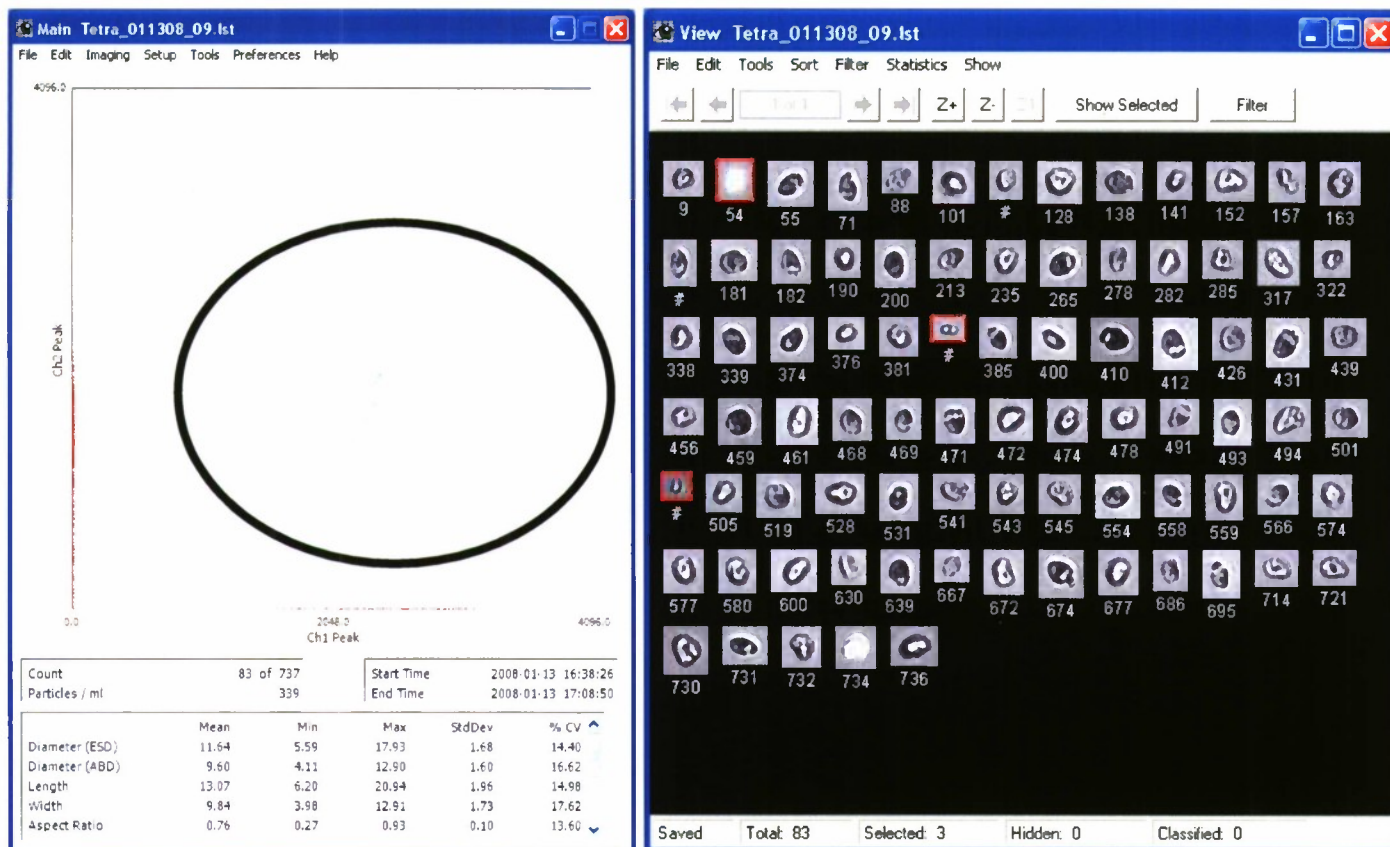 Main Tetra_011308_09.lst
File Edit Imaging Setup Tools Preferences Help
4096.0
Ch2 Peak
0.0 2048.0 4096.0
Ch1 Peak
Count 83 of 737
Particles / ml 339
Start Time 2008-01-13 16:38:26
End Time 2008-01-13 17:08:50
Mean Min Max StdDev % CV
Diameter (ESD) 11.64 5.59 17.93 1.68 14.40
Diameter (ABD) 9.60 4.11 12.90 1.60 16.62
Length 13.07 6.20 20.94 1.96 14.98
Width 9.84 3.98 12.91 1.73 17.62
Aspect Ratio 0.76 0.27 0.93 0.10 13.60
View Tetra_011308_09.lst
File Edit Tools Sort Filter Statistics Show
1 of 1 Z+ Z- Show Selected Filter
9 54 55 71 88 101 # 128 138 141 152 157 163
# 181 182 190 200 213 235 265 278 282 285 317 322
338 339 374 376 381 # 385 400 410 412 426 431 439
456 459 461 468 469 471 472 474 478 491 493 494 501
# 505 519 528 531 541 543 545 554 558 559 566 574
577 580 600 630 639 667 672 674 677 686 695 714 721
730 731 732 734 736
Saved Total: 83 Selected: 3 Hidden: 0 Classified: 0